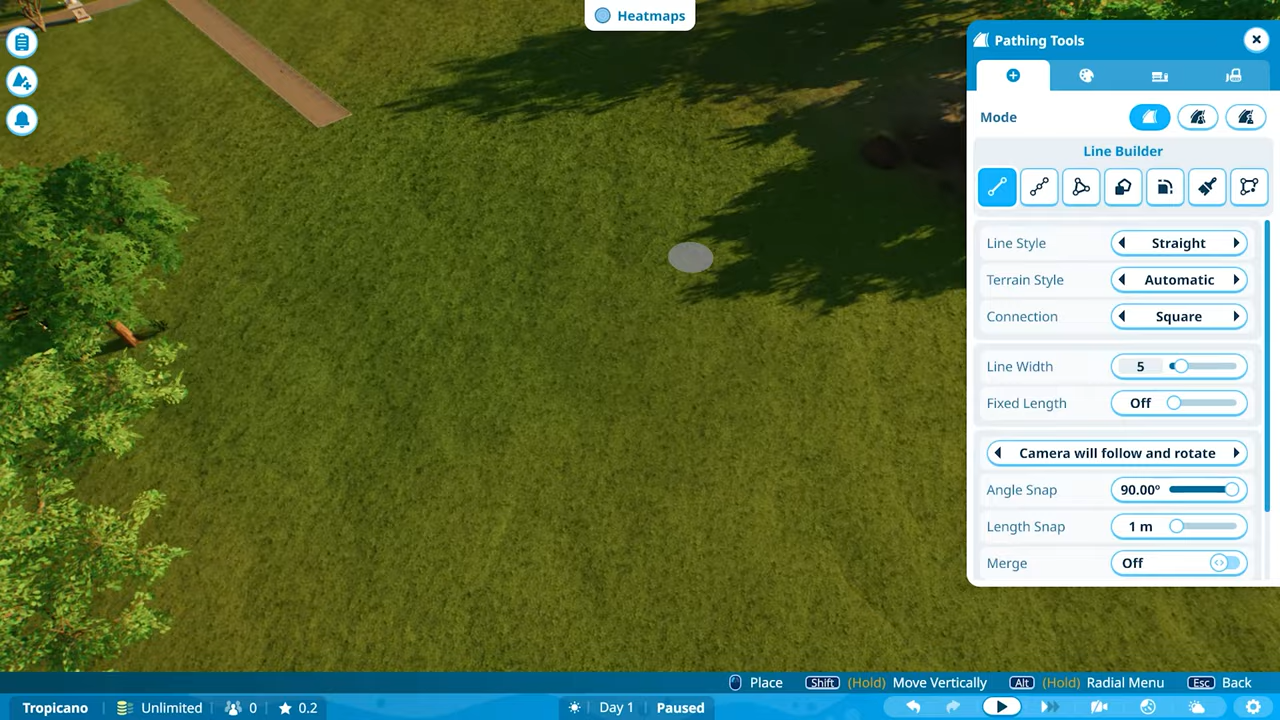 Heatmaps
Pathing Tools
Mode
Line Builder
Line Style Straight
Terrain Style Automatic
Connection Square
Line Width 5
Fixed Length Off
Camera will follow and rotate
Angle Snap 90.00°
Length Snap 1 m
Merge Off
Place Shift (Hold) Move Vertically Alt (Hold) Radial Menu Esc Back
Tropicano Unlimited 0 0.2 Day 1 Paused